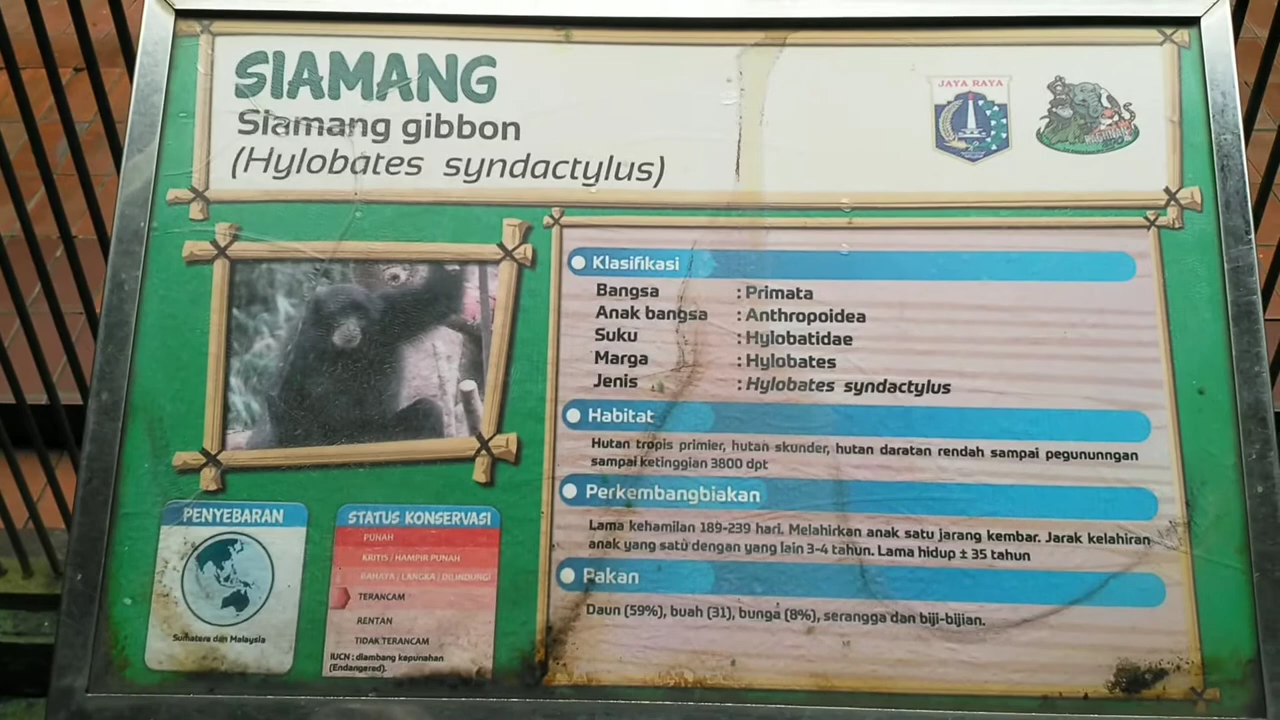 SIAMANG
Siamang gibbon
(Hylobates syndactylus)
JAYA RAYA
Klasifikasi
Bangsa : Primata
Anak bangsa : Anthropoidea
Suku : Hylobatidae
Marga : Hylobates
Jenis : Hylobates syndactylus
Habitat
Hutan tropis primier, hutan skunder, hutan daratan rendah sampai pegununngan
sampai ketinggian 3800 dpt
Perkembangbiakan
Lama kehamilan 189-239 hari. Melahirkan anak satu jarang kembar. Jarak kelahiran
anak yang satu dengan yang lain 3-4 tahun. Lama hidup ± 35 tahun
Pakan
Daun (59%), buah (31), bunga (8%), serangga dan biji-bijian.
PENYEBARAN
Sumatera dan Malaysia
STATUS KONSERVASI
PUNAH
KRITIS / HAMPIR PUNAH
BAHAYA / LANGKA / DILINDUNGI
TERANCAM
RENTAN
TIDAK TERANCAM
IUCN : diambang kepunahan
(Endangered).